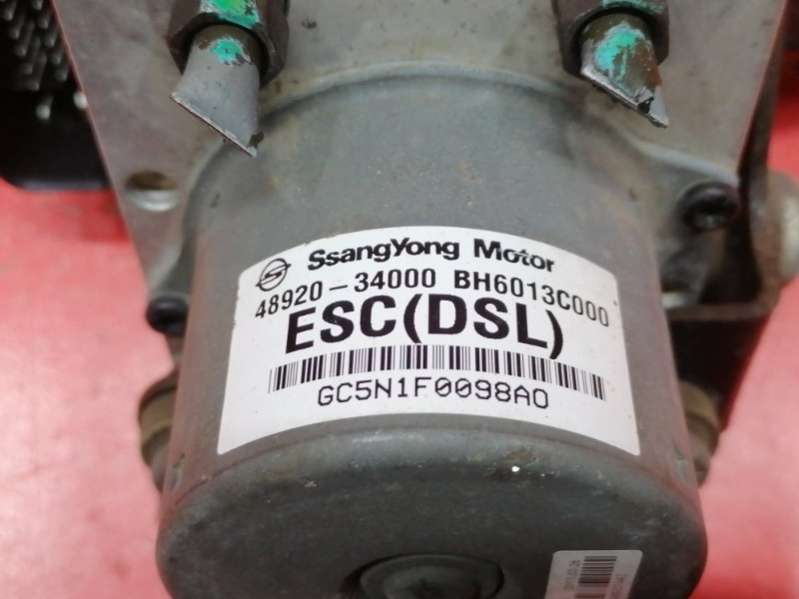 SsangYong Motor
48920-34000 BH6013C000
ESC(DSL)
GC5N1F0098A0